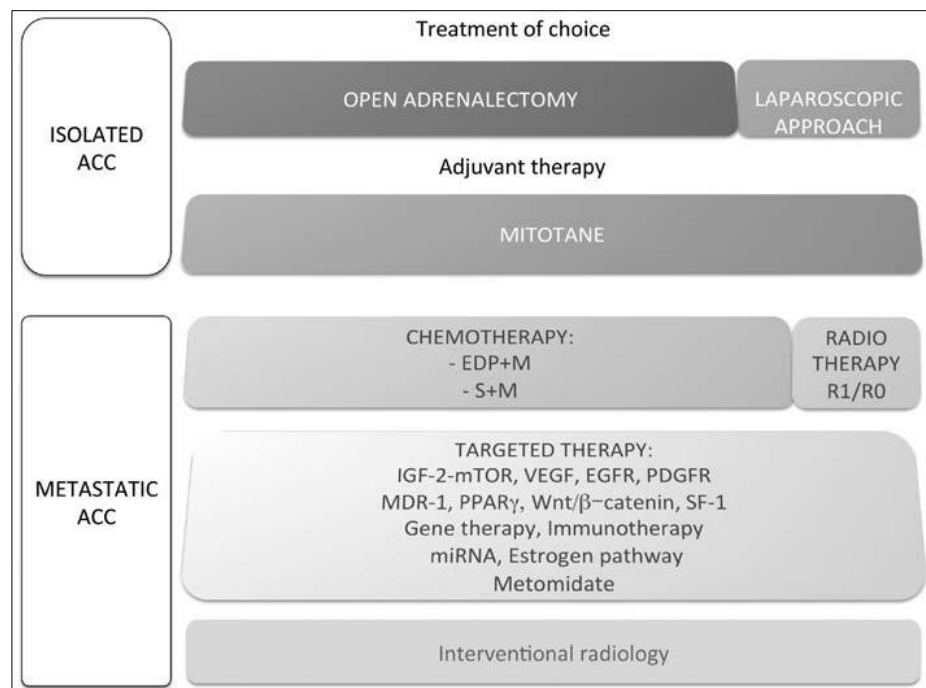 Treatment of choice
ISOLATED
ACC
OPEN ADRENALECTOMY
LAPAROSCOPIC
APPROACH
Adjuvant therapy
MITOTANE
METASTATIC
ACC
CHEMOTHERAPY:
- EDP+M
- S+M
RADIO
THERAPY
R1/R0
TARGETED THERAPY:
IGF-2-mTOR, VEGF, EGFR, PDGFR
MDR-1, PPARγ, Wnt/β−catenin, SF-1
Gene therapy, Immunotherapy
miRNA, Estrogen pathway
Metomidate
Interventional radiology